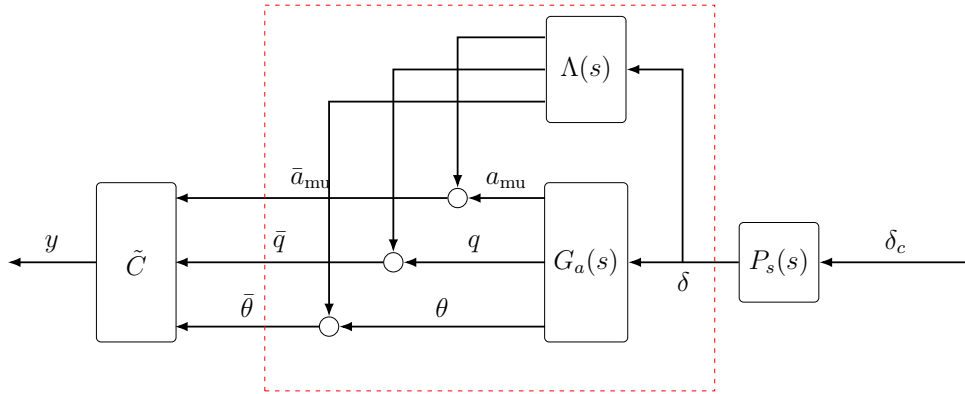 Λ(s)
ā_mu
a_mu
y
C̃
q̄
q
G_a(s)
δ
P_s(s)
δ_c
θ̄
θ